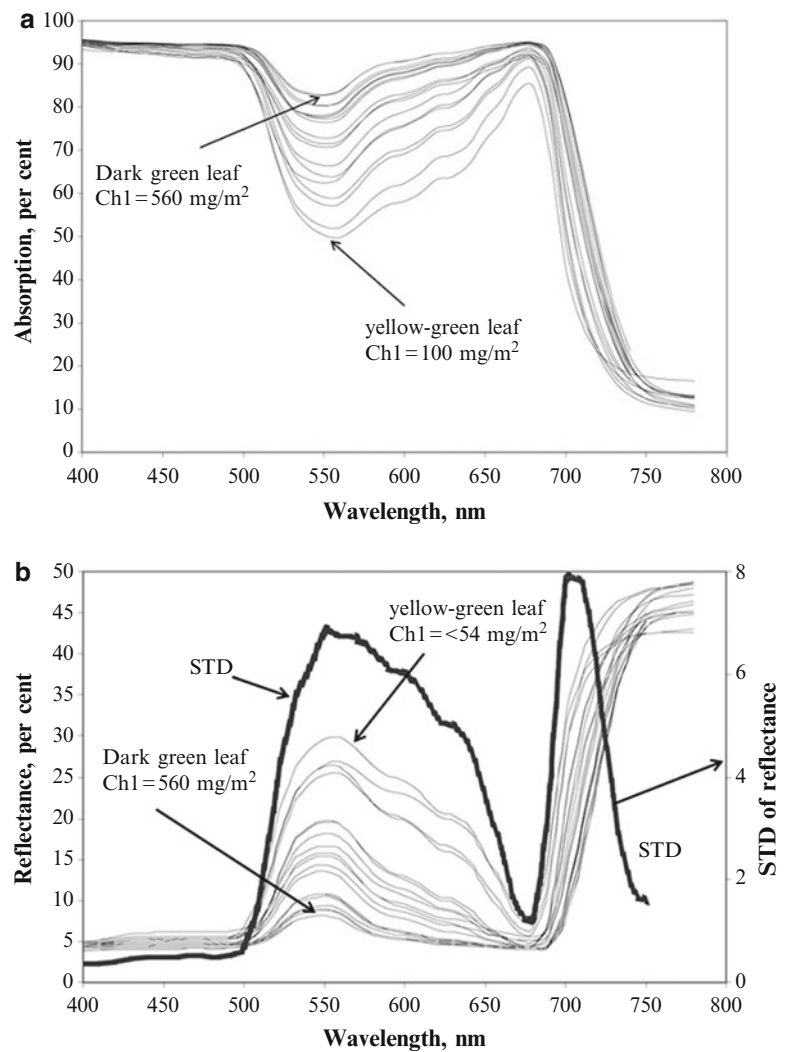 a
100
90
80
70
60
50
40
30
20
10
0
Absorption, per cent
Dark green leaf
Ch1=560 mg/m²
yellow-green leaf
Ch1=100 mg/m²
400 450 500 550 600 650 700 750 800
Wavelength, nm
b
50
45
40
35
30
25
20
15
10
5
0
Reflectance, per cent
yellow-green leaf
Ch1=<54 mg/m²
STD
Dark green leaf
Ch1=560 mg/m²
STD
8
6
4
2
0
STD of reflectance
400 450 500 550 600 650 700 750 800
Wavelength, nm